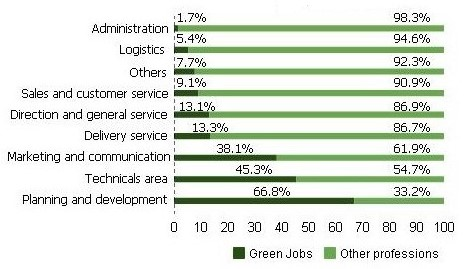 1.7% 98.3%
Administration
5.4% 94.6%
Logistics
7.7% 92.3%
Others
9.1% 90.9%
Sales and customer service
13.1% 86.9%
Direction and general service
13.3% 86.7%
Delivery service
38.1% 61.9%
Marketing and communication
45.3% 54.7%
Technicals area
66.8% 33.2%
Planning and development
0 10 20 30 40 50 60 70 80 90 100
Green Jobs Other professions